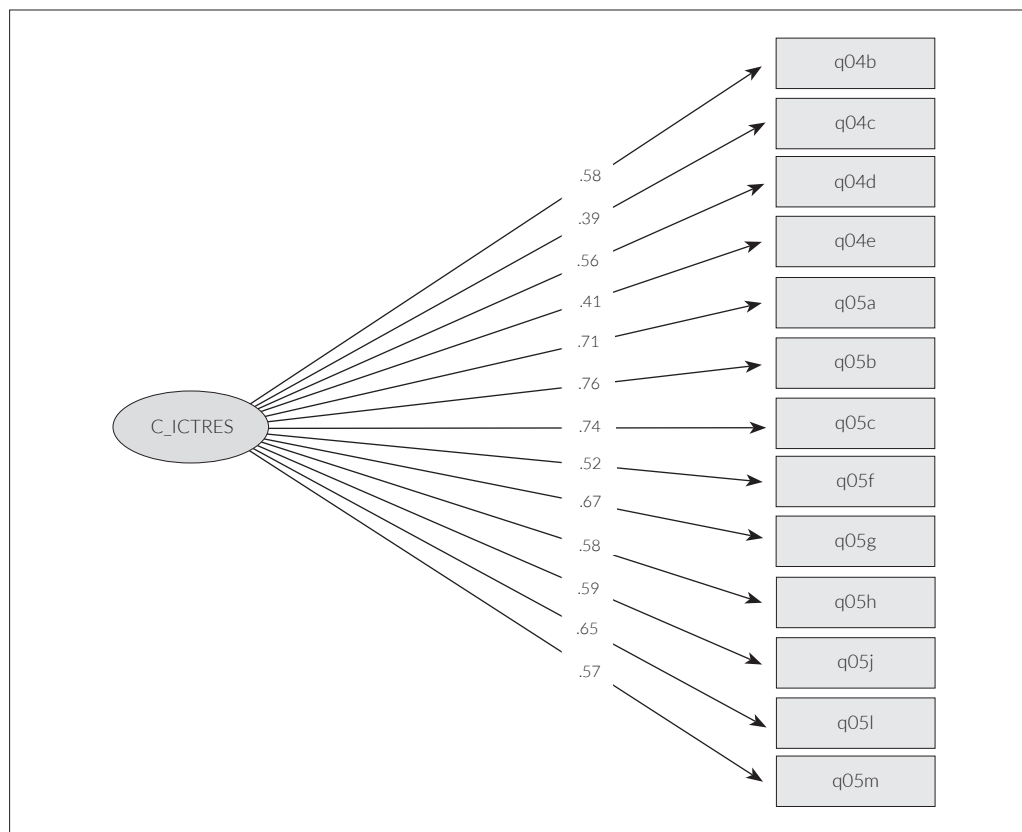 q04b
q04c
.58
q04d
.39
q04e
.56
.41
q05a
.71
q05b
.76
C_ICTRES
.74
q05c
.52
q05f
.67
q05g
.58
q05h
.59
.65
q05j
.57
q05l
q05m